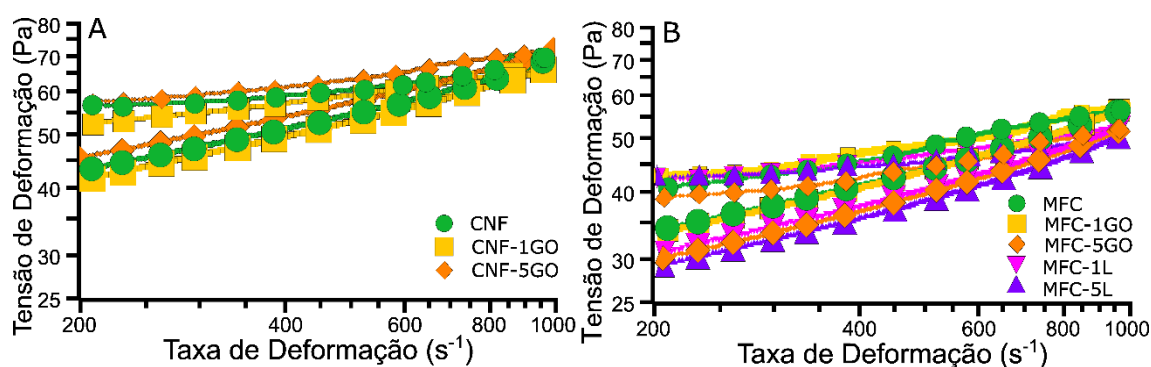 A
Tensão de Deformação (Pa)
80
70
60
50
40
30
25
CNF
CNF-1GO
CNF-5GO
200
400
600
800
1000
Taxa de Deformação (s⁻¹)
B
Tensão de Deformação (Pa)
80
70
60
50
40
30
25
MFC
MFC-1GO
MFC-5GO
MFC-1L
MFC-5L
200
400
600
800
1000
Taxa de Deformação (s⁻¹)